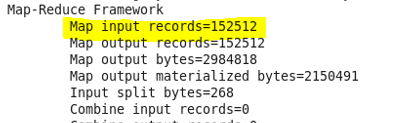 Map-Reduce Framework
Map input records=152512
Map output records=152512
Map output bytes=2984818
Map output materialized bytes=2150491
Input split bytes=268
Combine input records=0